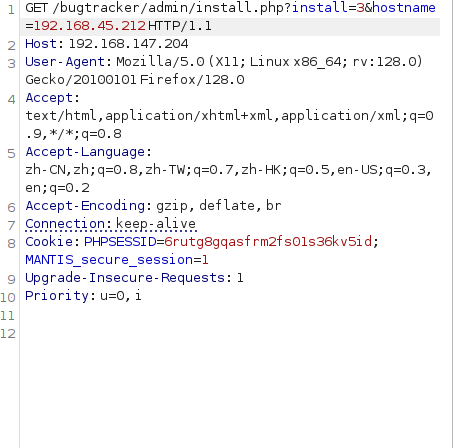 1 GET /bugtracker/admin/install.php?install=3&hostname
=192.168.45.212 HTTP/1.1
2 Host: 192.168.147.204
3 User-Agent: Mozilla/5.0 (X11; Linux x86_64; rv:128.0)
Gecko/20100101 Firefox/128.0
4 Accept:
text/html,application/xhtml+xml,application/xml;q=0
.9,*/*;q=0.8
5 Accept-Language:
zh-CN,zh;q=0.8,zh-TW;q=0.7,zh-HK;q=0.5,en-US;q=0.3,
en;q=0.2
6 Accept-Encoding: gzip, deflate, br
7 Connection: keep-alive
8 Cookie: PHPSESSID=6rutg8gqasfrm2fs01s36kv5id;
MANTIS_secure_session=1
9 Upgrade-Insecure-Requests: 1
10 Priority: u=0, i
11
12